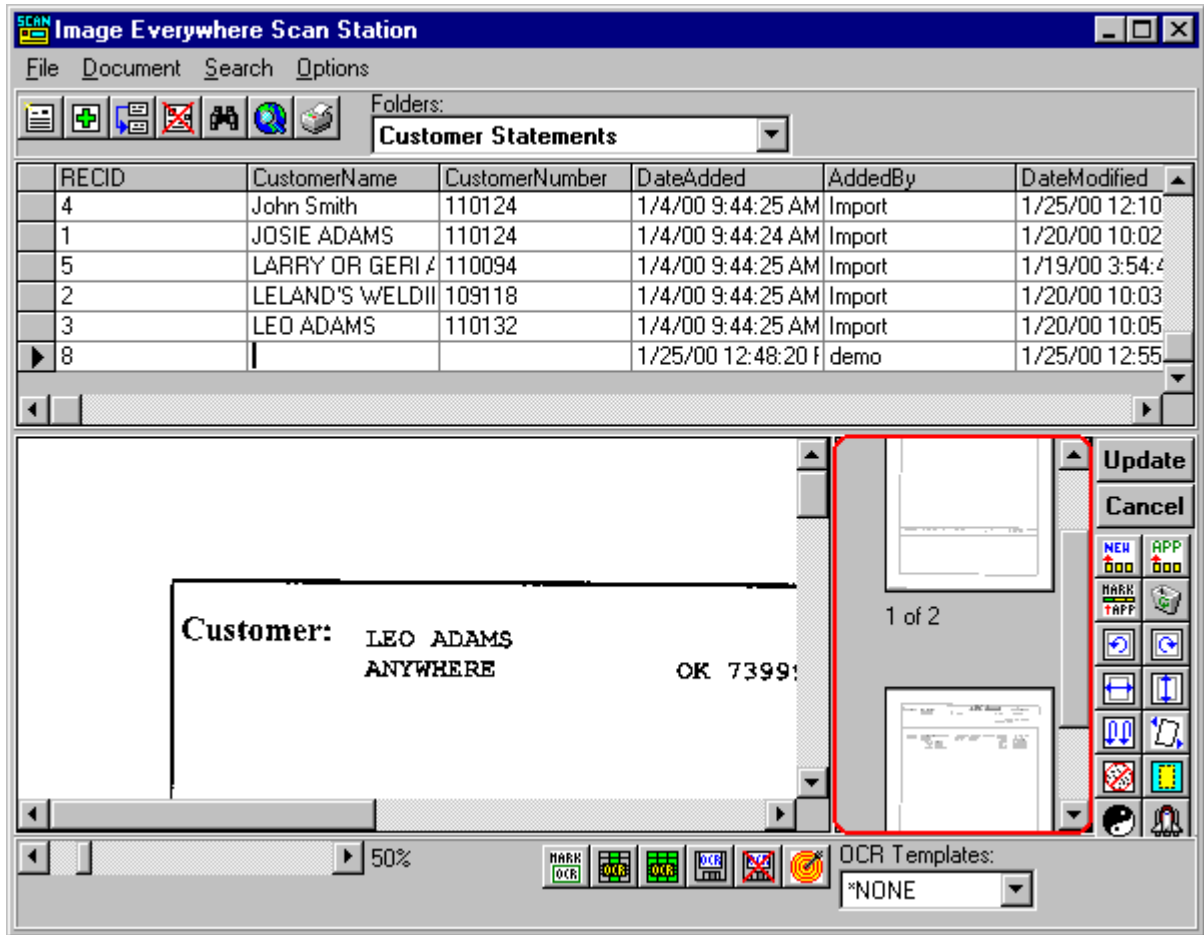 SCAN Image Everywhere Scan Station
File Document Search Options
Folders:
Customer Statements
RECID CustomerName CustomerNumber DateAdded AddedBy DateModified
4 John Smith 110124 1/4/00 9:44:25 AM Import 1/25/00 12:10
1 JOSIE ADAMS 110124 1/4/00 9:44:24 AM Import 1/20/00 10:02
5 LARRY OR GERI 110094 1/4/00 9:44:25 AM Import 1/19/00 3:54:
2 LELAND'S 109118 1/4/00 9:44:25 AM Import 1/20/00 10:03
3 LEO ADAMS 110132 1/4/00 9:44:25 AM Import 1/20/00 10:05
8 1/25/00 12:48:20 demo 1/25/00 12:55
Update
Cancel
NEW APP
MARK
APP
1 of 2
Customer: LEO ADAMS
ANYWHERE OK 7399
50%
MARK OCR OCR OCR OCR OCR
OCR Templates:
*NONE